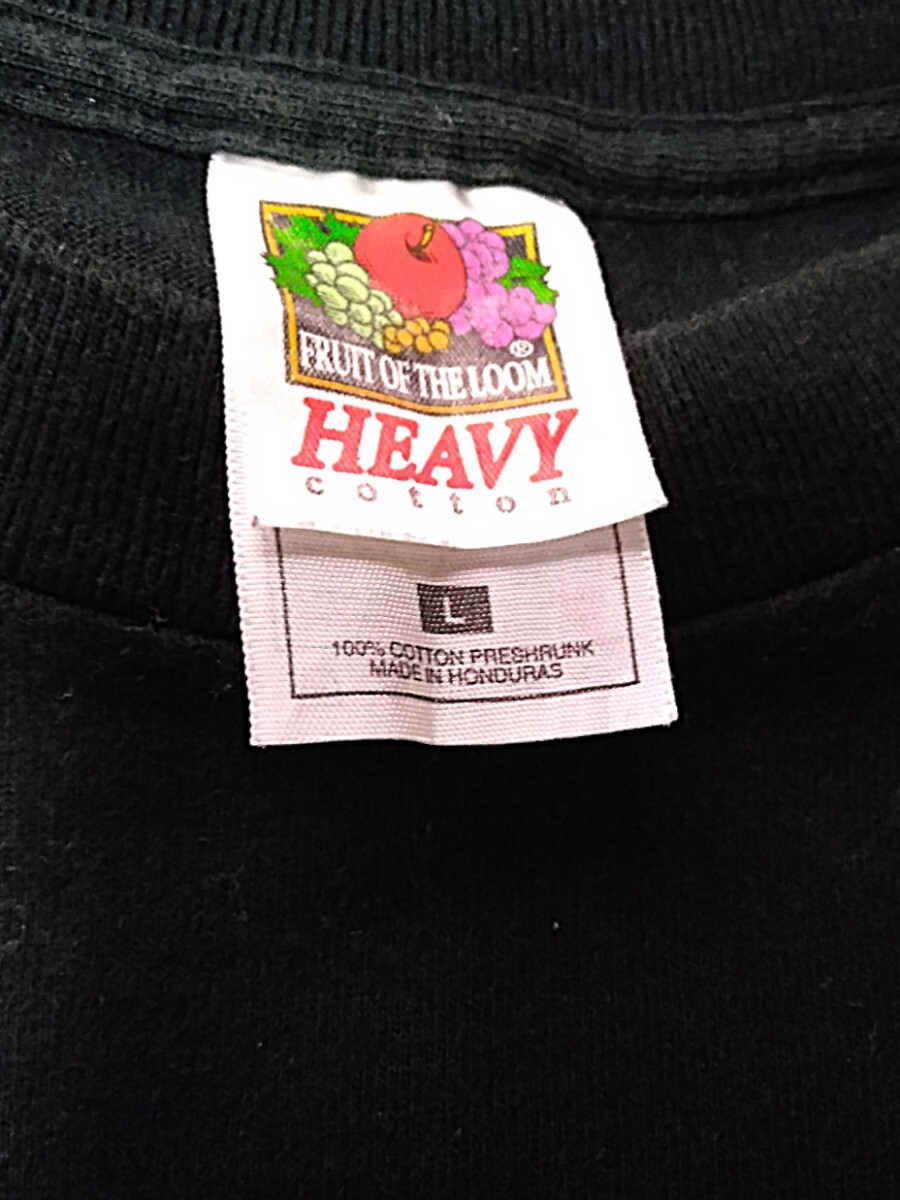 FRUIT OF THE LOOM ®
HEAVY
cotton
L
100% COTTON PRESHRUNK
MADE IN HONDURAS